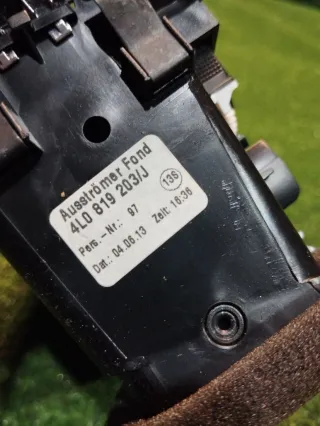 Ausströmer Fond
4L0 819 203/J
Pers.-Nr.: 97
136
Dat.: 04.06.13 Zeit: 16:36